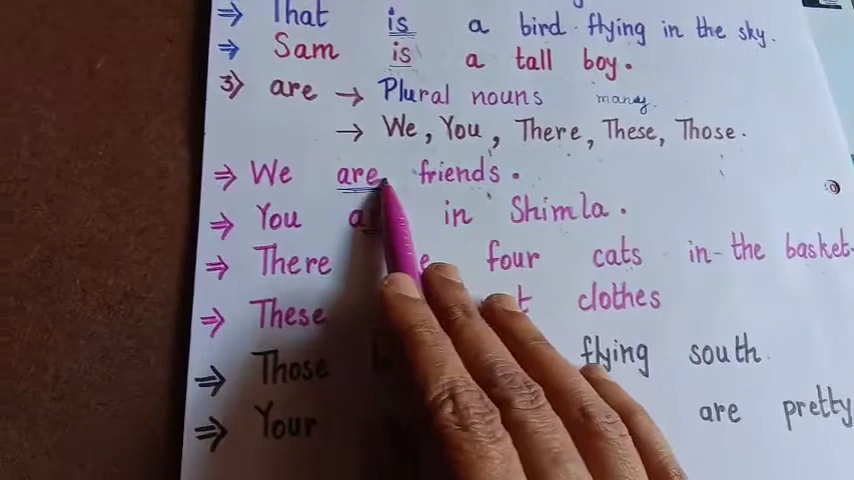 ⇒ That is a bird flying in the sky.
⇒ Sam is a tall boy.
3) are → Plural nouns many
→ We, You, There, These, Those.
⇒ We are friends.
⇒ You in Shimla.
⇒ There four cats in the basket.
⇒ These clothes
⇒ Those flying south
⇒ Your are pretty